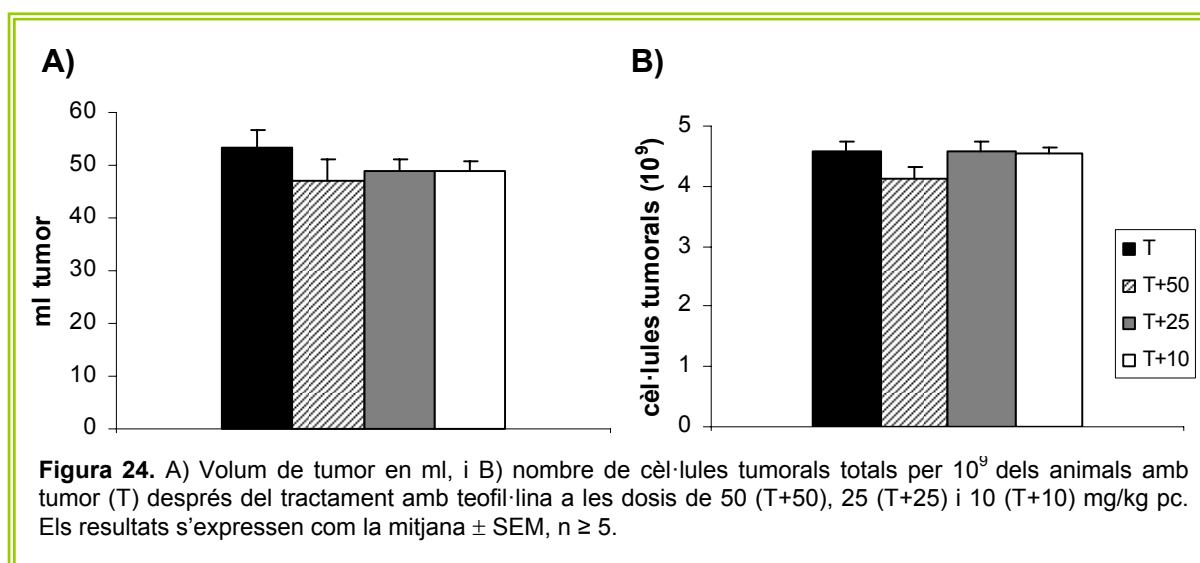 A)
60
50
40
30
20
10
0
ml tumor
B)
5
4
3
2
1
0
cèl·lules tumorals (10⁹)
T
T+50
T+25
T+10
Figura 24. A) Volum de tumor en ml, i B) nombre de cèl·lules tumorals totals per 10⁹ dels animals amb
tumor (T) després del tractament amb teofil·lina a les dosis de 50 (T+50), 25 (T+25) i 10 (T+10) mg/kg pc.
Els resultats s’expressen com la mitjana ± SEM, n ≥ 5.